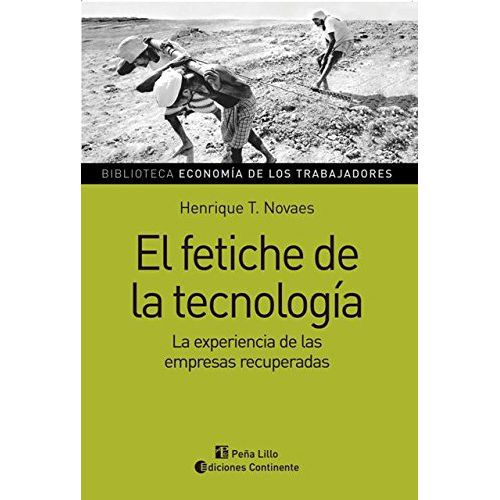 BIBLIOTECA ECONOMÍA DE LOS TRABAJADORES
Henrique T. Novaes
El fetiche de
la tecnología
La experiencia de las
empresas recuperadas
Peña Lillo
Ediciones Continente